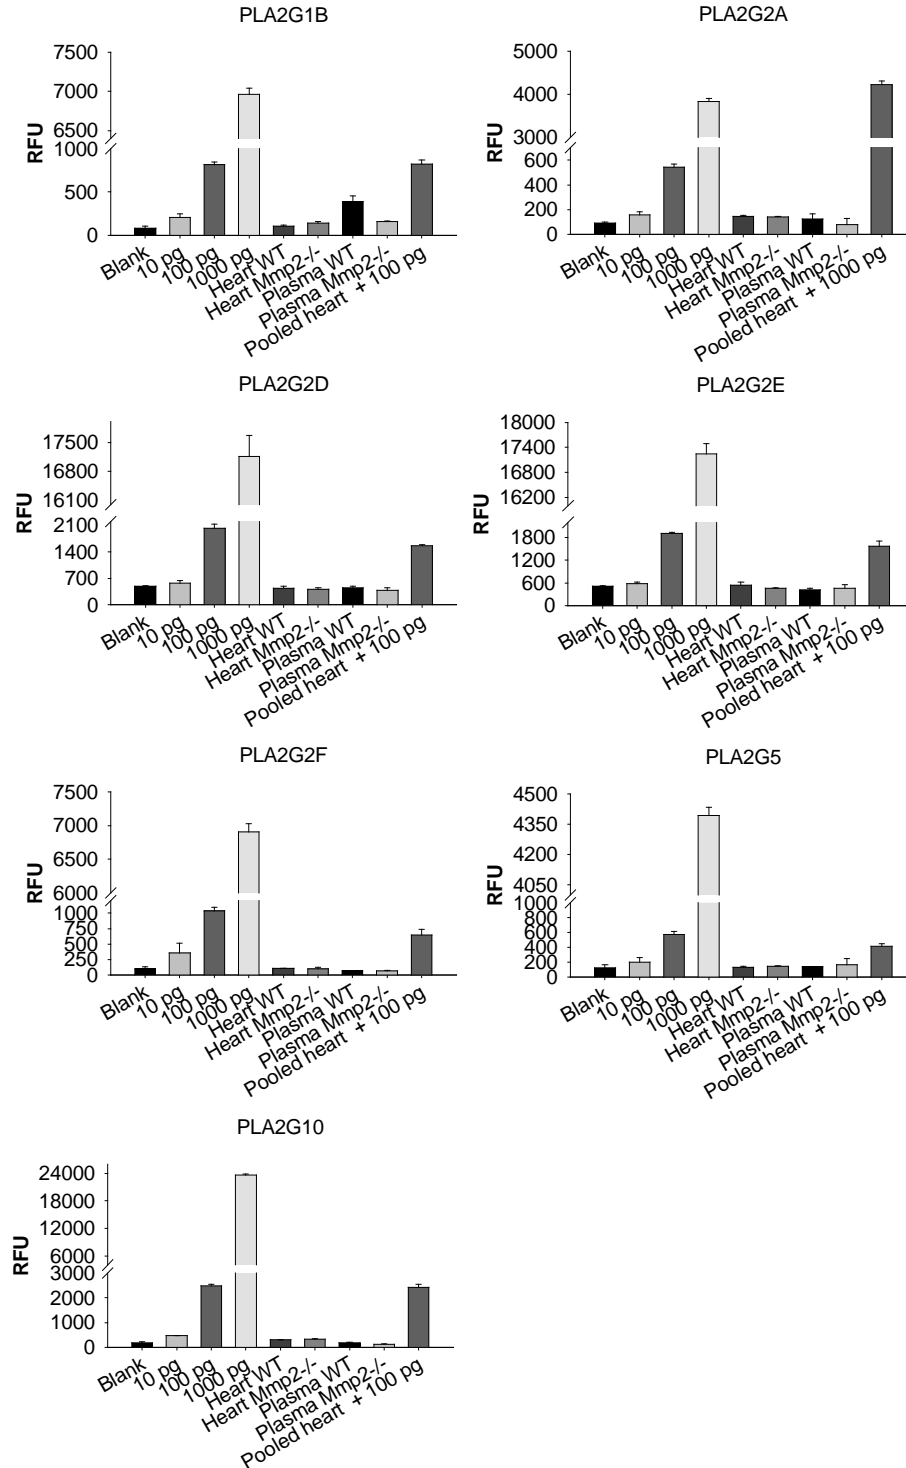 PLA2G1B
7500
7000
6500
1000
500
0
RFU
Blank
10 pg
100 pg
1000 pg
Heart WT
Heart Mmp2-/-
Plasma WT
Plasma Mmp2-/-
Pooled heart + 100 pg
PLA2G2A
5000
4000
3000
600
400
200
0
RFU
Blank
10 pg
100 pg
1000 pg
Heart WT
Heart Mmp2-/-
Plasma WT
Plasma Mmp2-/-
Pooled heart + 1000 pg
PLA2G2D
17500
16800
16100
2100
1400
700
0
RFU
Blank
10 pg
100 pg
1000 pg
Heart WT
Heart Mmp2-/-
Plasma WT
Plasma Mmp2-/-
Pooled heart + 100 pg
PLA2G2E
18000
17400
16800
16200
1800
1200
600
0
RFU
Blank
10 pg
100 pg
1000 pg
Heart WT
Heart Mmp2-/-
Plasma WT
Plasma Mmp2-/-
Pooled heart + 100 pg
PLA2G2F
7500
7000
6500
6000
1000
750
500
250
0
RFU
Blank
10 pg
100 pg
1000 pg
Heart WT
Heart Mmp2-/-
Plasma WT
Plasma Mmp2-/-
Pooled heart + 100 pg
PLA2G5
4500
4350
4200
4050
1000
800
600
400
200
0
RFU
Blank
10 pg
100 pg
1000 pg
Heart WT
Heart Mmp2-/-
Plasma WT
Plasma Mmp2-/-
Pooled heart + 100 pg
PLA2G10
24000
18000
12000
6000
3000
2000
1000
0
RFU
Blank
10 pg
100 pg
1000 pg
Heart WT
Heart Mmp2-/-
Plasma WT
Plasma Mmp2-/-
Pooled heart + 100 pg